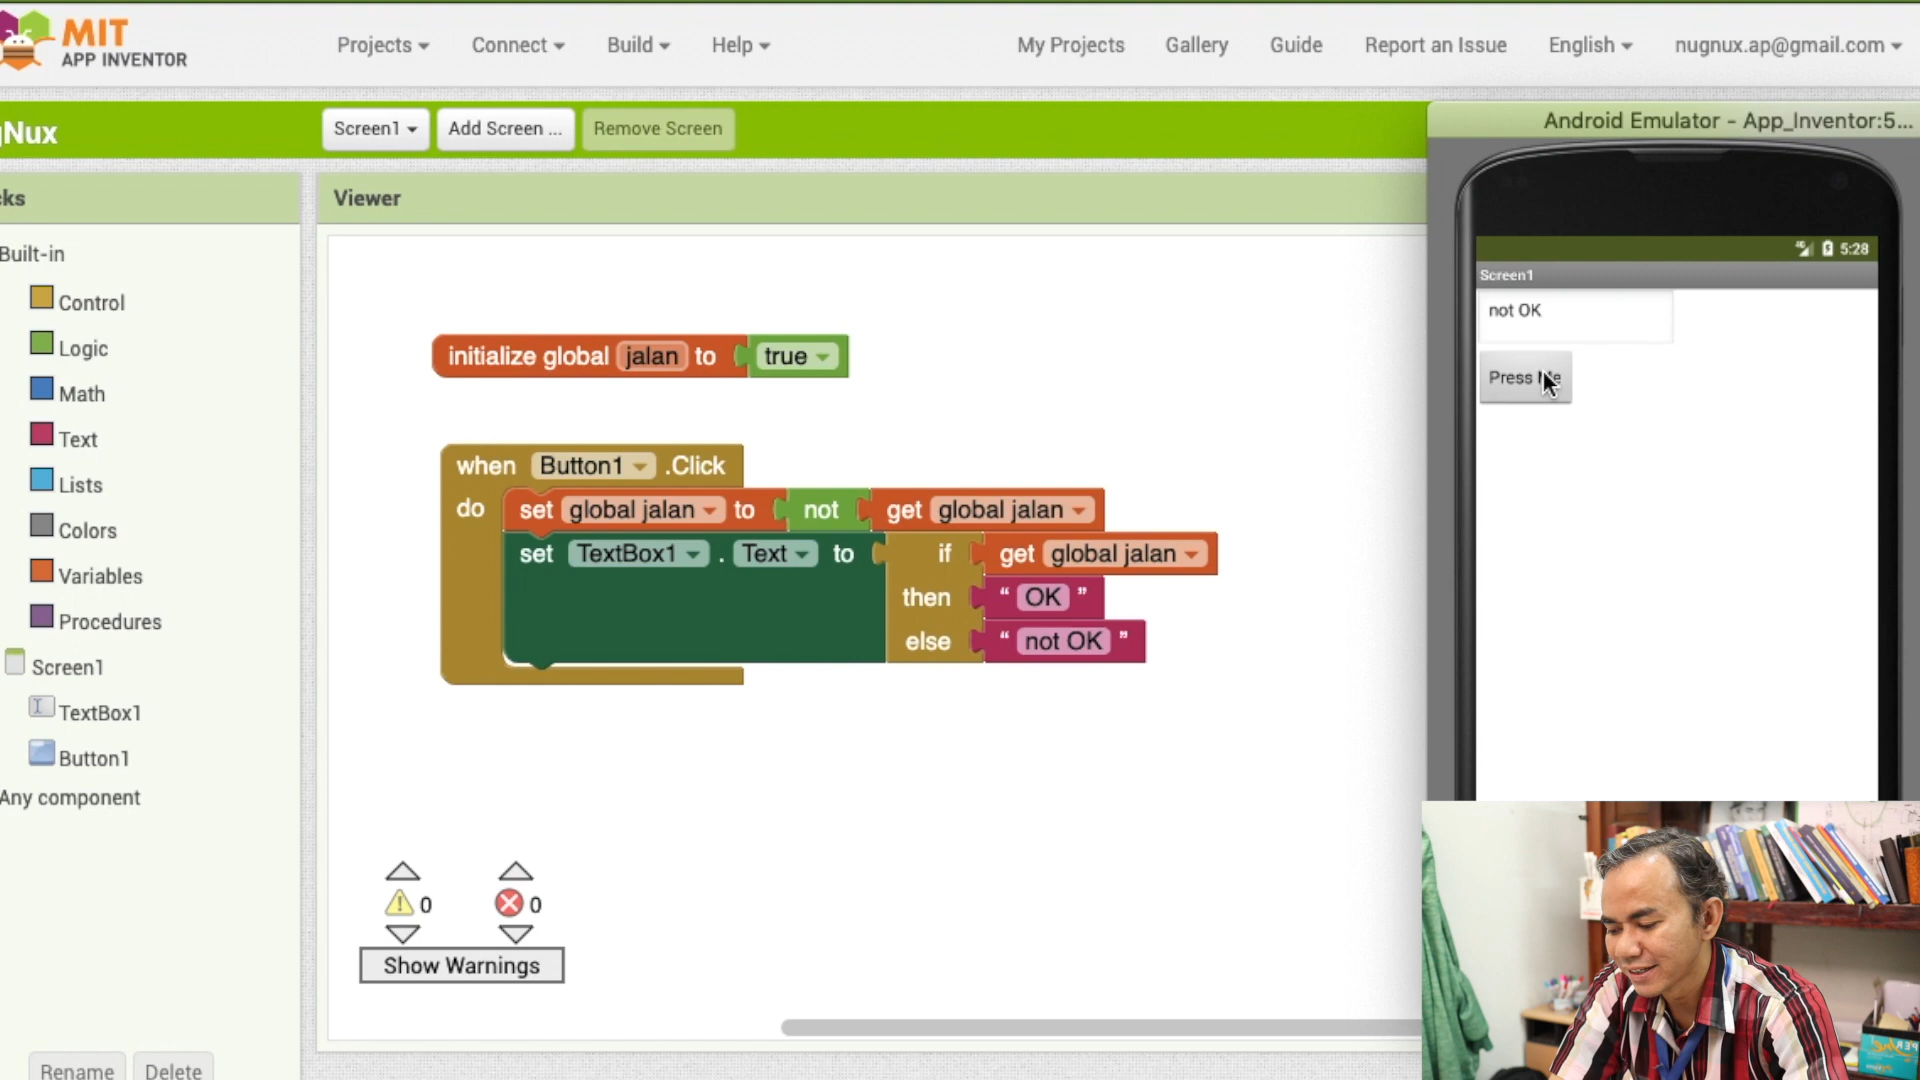 MIT
APP INVENTOR
Projects
Connect
Build
Help
My Projects
Gallery
Guide
Report an Issue
English
nugnux.ap@gmail.com
gNux
Screen1
Add Screen ...
Remove Screen
Android Emulator - App_Inventor:5...
cks
Viewer
Built-in
Control
Logic
Math
Text
Lists
Colors
Variables
Procedures
Screen1
TextBox1
Button1
Any component
Rename
Delete
initialize global jalan to true
when Button1 .Click
do set global jalan to not get global jalan
set TextBox1 . Text to if get global jalan
then “ OK ”
else “ not OK ”
0
0
Show Warnings
5:28
Screen1
not OK
Press Me